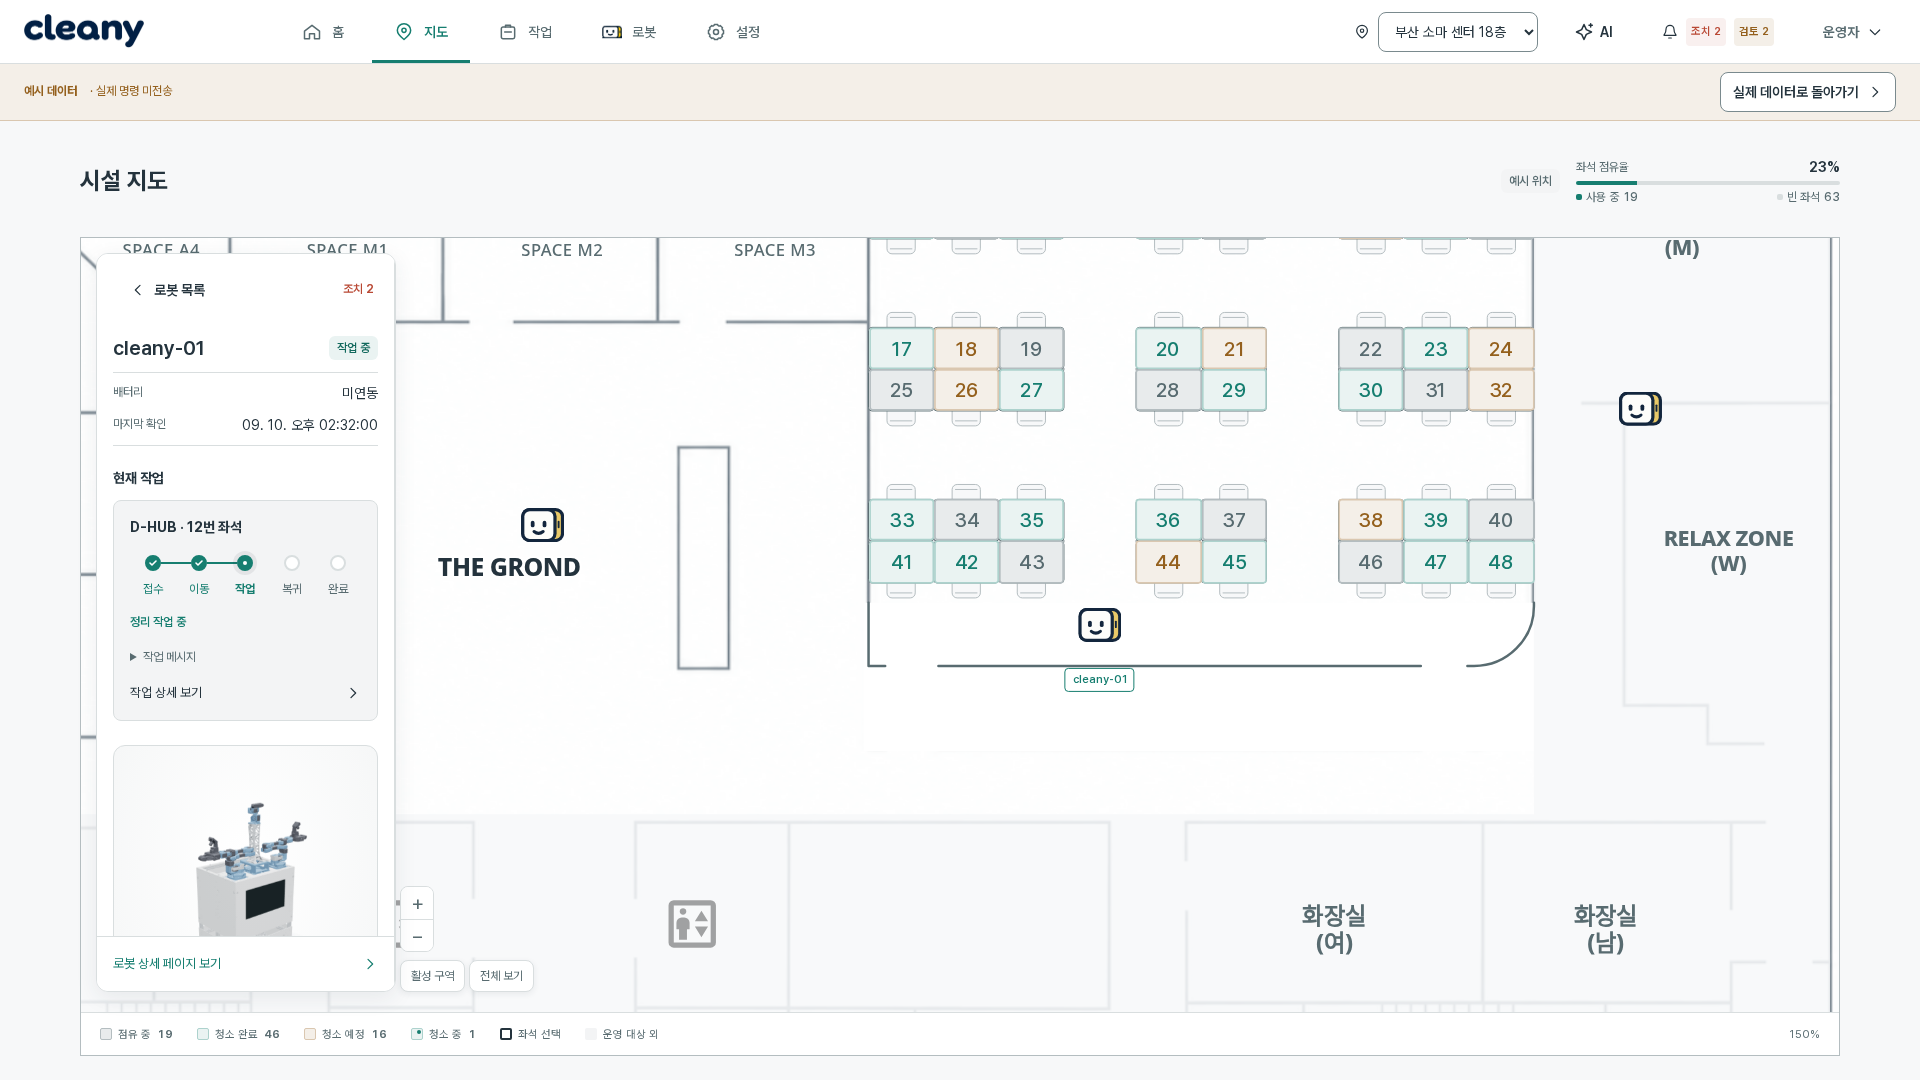 cleany
홈
지도
작업
로봇
설정
부산 소마 센터 18층
AI
조치 2
검토 2
운영자
예시 데이터 · 실제 명령 미전송
실제 데이터로 돌아가기
시설 지도
예시 위치
좌석 점유율 23%
사용 중 19
빈 좌석 63
SPACE A4
SPACE M1
SPACE M2
SPACE M3
(M)
로봇 목록
조치 2
cleany-01
작업 중
배터리 미연동
마지막 확인 09. 10. 오후 02:32:00
현재 작업
D-HUB · 12번 좌석
접수 이동 작업 복귀 완료
정리 작업 중
작업 메시지
작업 상세 보기
로봇 상세 페이지 보기
17 18 19 20 21 22 23 24
25 26 27 28 29 30 31 32
33 34 35 36 37 38 39 40
41 42 43 44 45 46 47 48
THE GROND
cleany-01
RELAX ZONE
(W)
화장실
(여)
화장실
(남)
+
−
활성 구역
전체 보기
점유 중 19
청소 완료 46
청소 예정 16
청소 중 1
좌석 선택
운영 대상 외
150%